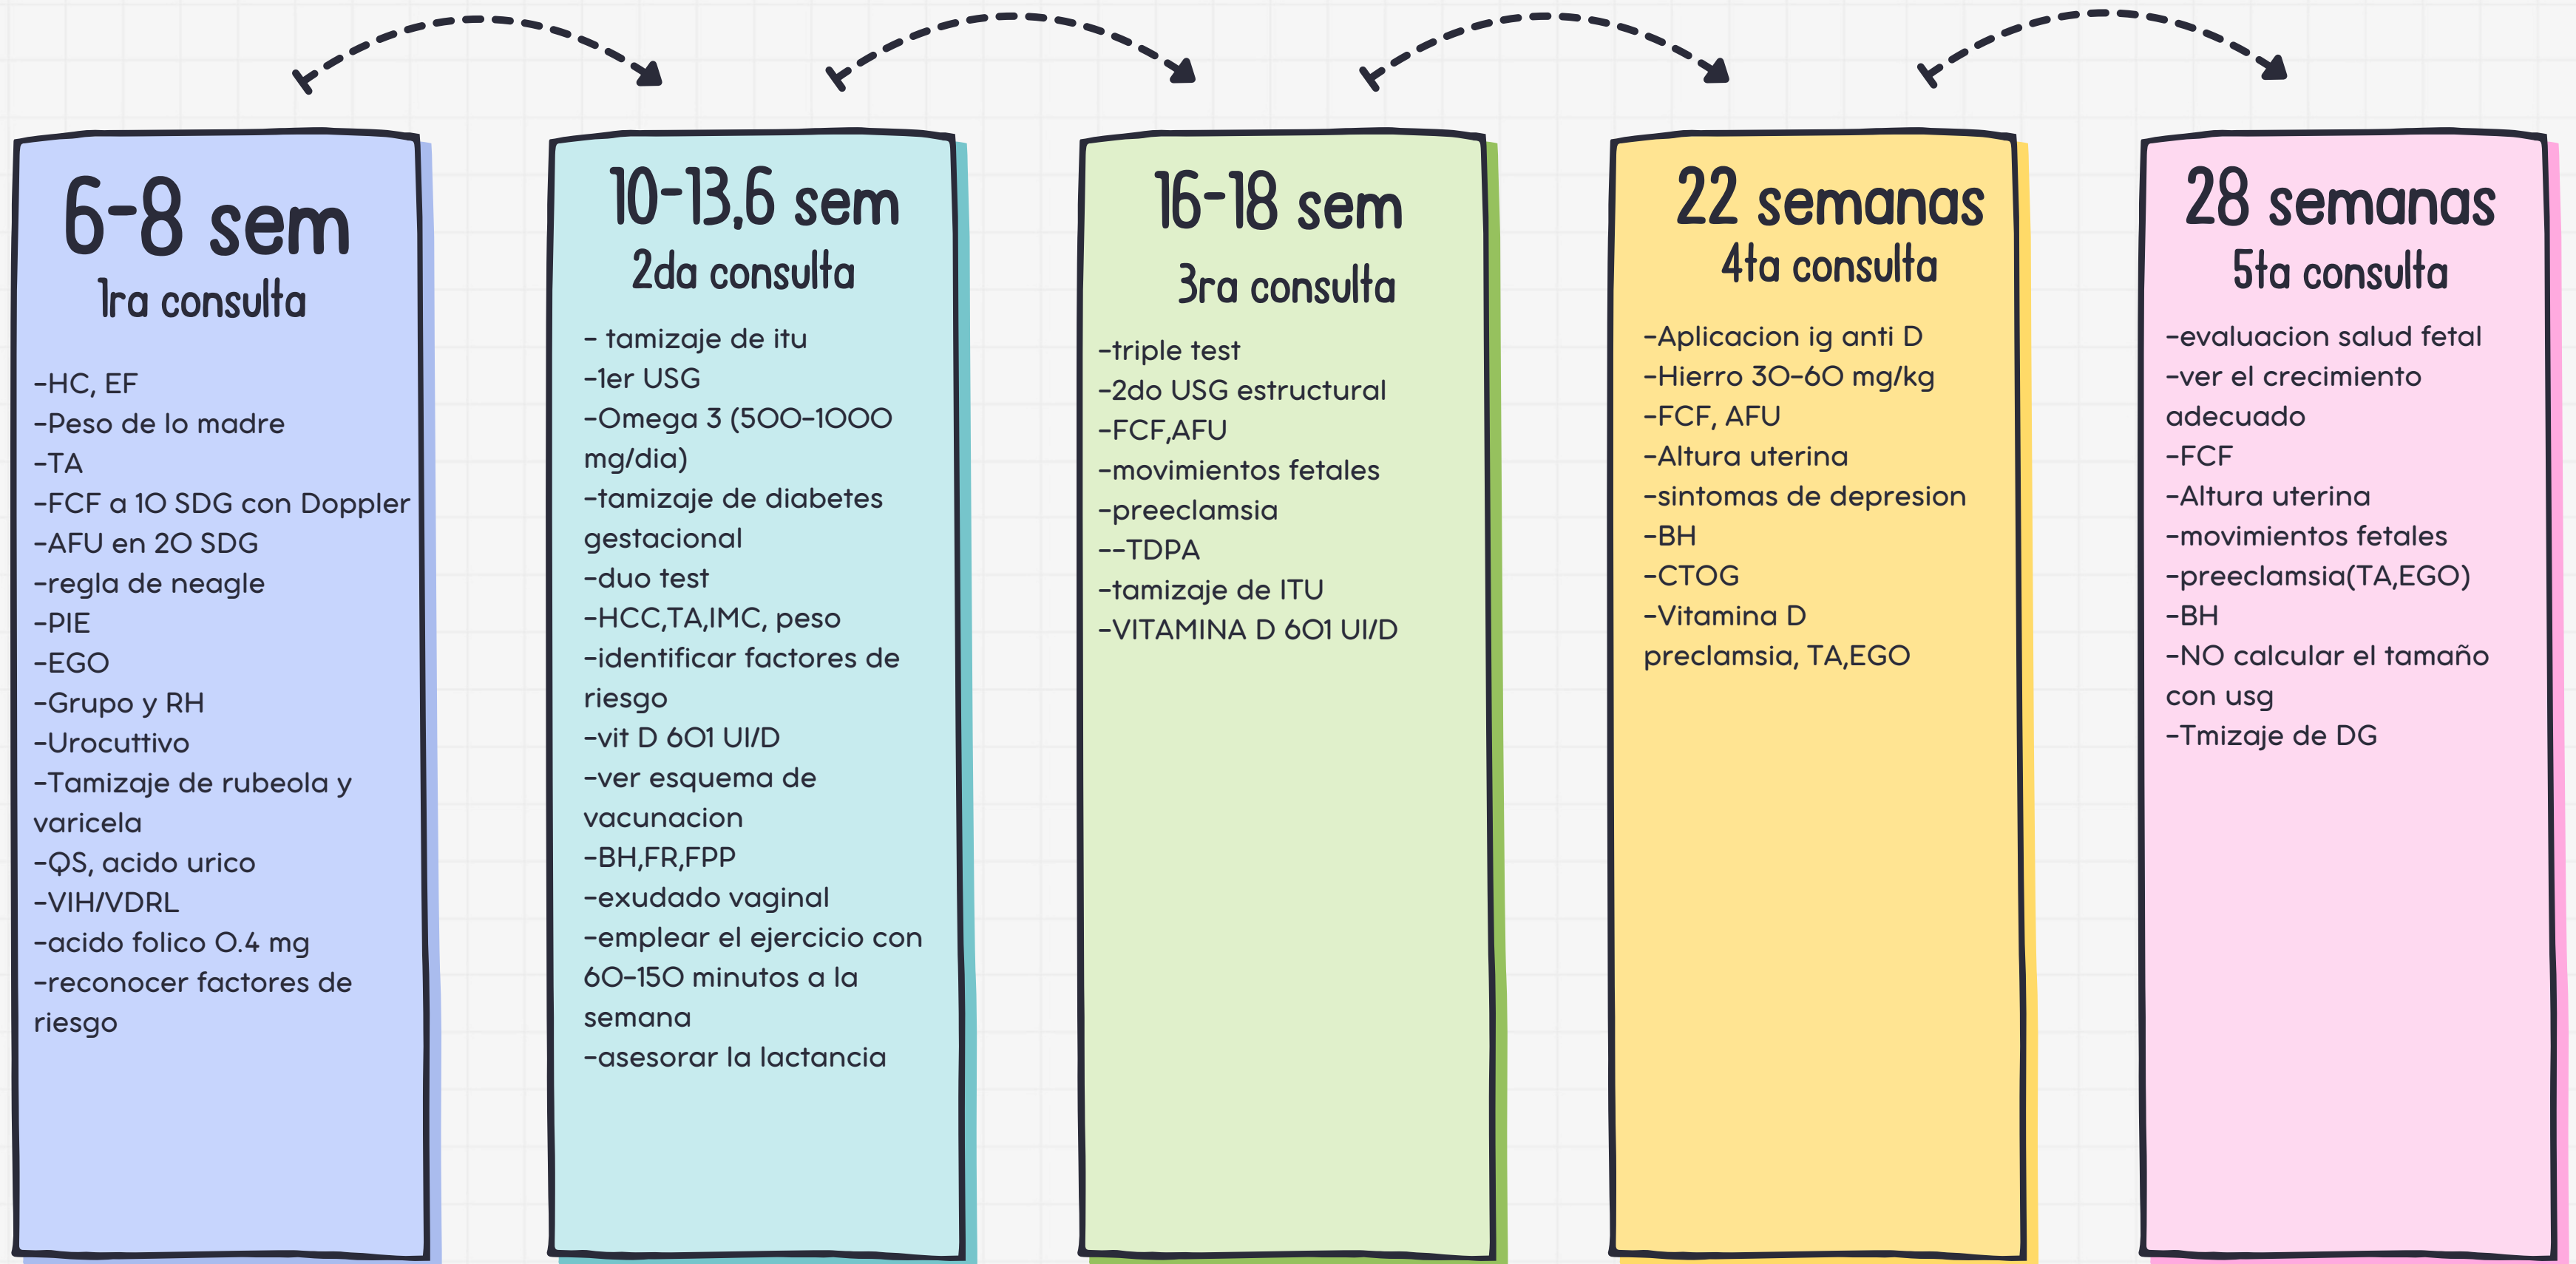 6-8 sem
1ra consulta
-HC, EF
-Peso de lo madre
-TA
-FCF a 10 SDG con Doppler
-AFU en 20 SDG
-regla de neagle
-PIE
-EGO
-Grupo y RH
-Urocuttivo
-Tamizaje de rubeola y
varicela
-QS, acido urico
-VIH/VDRL
-acido folico 0.4 mg
-reconocer factores de
riesgo
10-13,6 sem
2da consulta
- tamizaje de itu
-1er USG
-Omega 3 (500-1000
mg/dia)
-tamizaje de diabetes
gestacional
-duo test
-HCC,TA,IMC, peso
-identificar factores de
riesgo
-vit D 601 UI/D
-ver esquema de
vacunacion
-BH,FR,FPP
-exudado vaginal
-emplear el ejercicio con
60-150 minutos a la
semana
-asesorar la lactancia
16-18 sem
3ra consulta
-triple test
-2do USG estructural
-FCF,AFU
-movimientos fetales
-preeclamsia
--TDPA
-tamizaje de ITU
-VITAMINA D 601 UI/D
22 semanas
4ta consulta
-Aplicacion ig anti D
-Hierro 30-60 mg/kg
-FCF, AFU
-Altura uterina
-sintomas de depresion
-BH
-CTOG
-Vitamina D
preclamsia, TA,EGO
28 semanas
5ta consulta
-evaluacion salud fetal
-ver el crecimiento
adecuado
-FCF
-Altura uterina
-movimientos fetales
-preeclamsia(TA,EGO)
-BH
-NO calcular el tamaño
con usg
-Tmizaje de DG